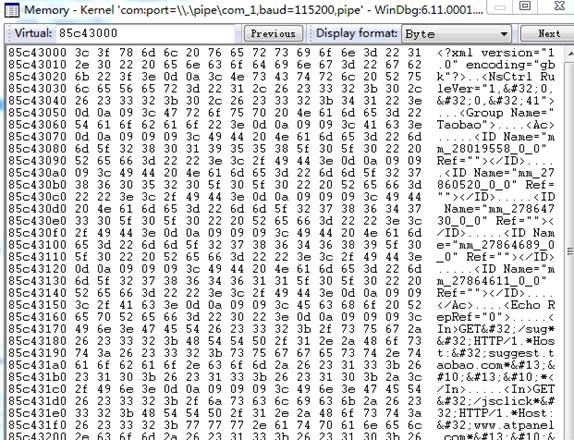 Memory - Kernel 'com:port=\\.\pipe\com_1,baud=115200,pipe' - WinDbg:6.11.0001....
Virtual: 85c43000 Previous Display format: Byte Next
85c43000 3c 3f 78 6d 6c 20 76 65 72 73 69 6f 6e 3d 22 31 <?xml version="1
85c43010 2e 30 22 20 65 6e 63 6f 64 69 6e 67 3d 22 67 62 .0" encoding="gb
85c43020 6b 22 3f 3e 0d 0a 3c 4e 73 43 74 72 6c 20 52 75 k"?>..<NsCtrl Ru
85c43030 6c 65 56 65 72 3d 22 31 2c 26 23 33 32 3b 30 2c leVer="1,&#32;0,
85c43040 26 23 33 32 3b 30 2c 26 23 33 32 3b 34 31 22 3e &#32;0,&#32;41">
85c43050 0d 0a 09 3c 47 72 6f 75 70 20 4e 61 6d 65 3d 22 ...<Group Name="
85c43060 54 61 6f 62 61 6f 22 3e 0d 0a 09 09 3c 41 63 3e Taobao">....<Ac>
85c43070 0d 0a 09 09 09 3c 49 44 20 4e 61 6d 65 3d 22 6d .....<ID Name="m
85c43080 6d 5f 32 38 30 31 39 35 35 38 5f 30 5f 30 22 20 m_28019558_0_0"
85c43090 52 65 66 3d 22 22 3e 3c 2f 49 44 3e 0d 0a 09 09 Ref=""></ID>....
85c430a0 09 3c 49 44 20 4e 61 6d 65 3d 22 6d 6d 5f 32 37 .<ID Name="mm_27
85c430b0 38 36 30 35 32 30 5f 30 5f 30 22 20 52 65 66 3d 860520_0_0" Ref=
85c430c0 22 22 3e 3c 2f 49 44 3e 0d 0a 09 09 09 3c 49 44 ""></ID>.....<ID
85c430d0 20 4e 61 6d 65 3d 22 6d 6d 5f 32 37 38 36 34 37 Name="mm_278647
85c430e0 33 30 5f 30 5f 30 22 20 52 65 66 3d 22 22 3e 3c 30_0_0" Ref=""><
85c430f0 2f 49 44 3e 0d 0a 09 09 09 3c 49 44 20 4e 61 6d /ID>.....<ID Nam
85c43100 65 3d 22 6d 6d 5f 32 37 38 36 34 36 38 39 5f 30 e="mm_27864689_0
85c43110 5f 30 22 20 52 65 66 3d 22 22 3e 3c 2f 49 44 3e _0" Ref=""></ID>
85c43120 0d 0a 09 09 09 3c 49 44 20 4e 61 6d 65 3d 22 6d .....<ID Name="m
85c43130 6d 5f 32 37 38 36 34 36 31 31 5f 30 5f 30 22 20 m_27864611_0_0"
85c43140 52 65 66 3d 22 22 3e 3c 2f 49 44 3e 0d 0a 09 09 Ref=""></ID>....
85c43150 3c 2f 41 63 3e 0d 0a 09 09 3c 45 63 68 6f 20 52 </Ac>....<Echo R
85c43160 65 70 52 65 66 3d 22 30 22 3e 0d 0a 09 09 09 3c epRef="0">.....<
85c43170 49 6e 3e 47 45 54 26 23 33 32 3b 2f 73 75 67 2a In>GET&#32;/sug*
85c43180 26 23 33 32 3b 48 54 54 50 2f 31 2e 2a 48 6f 73 &#32;HTTP/1.*Hos
85c43190 74 3a 26 23 33 32 3b 73 75 67 67 65 73 74 2e 74 t:&#32;suggest.t
85c431a0 61 6f 62 61 6f 2e 63 6f 6d 2a 26 23 31 33 3b 26 aobao.com*&#13;&
85c431b0 23 31 30 3b 26 23 31 33 3b 26 23 31 30 3b 2a 3c #10;&#13;&#10;*<
85c431c0 2f 49 6e 3e 0d 0a 09 09 09 3c 49 6e 3e 47 45 54 /In>.....<In>GET
85c431d0 26 23 33 32 3b 2f 6a 73 63 6c 69 63 6b 2a 26 23 &#32;/jsclick*&#
85c431e0 33 32 3b 48 54 54 50 2f 31 2e 2a 48 6f 73 74 3a 32;HTTP/1.*Host:
85c431f0 26 23 33 32 3b 77 77 77 2e 61 74 70 61 6e 65 6c &#32;www.atpanel
85c43200 2e 63 6f 6d 2a 26 23 31 33 3b 26 23 31 30 3b 26 .com*&#13;&#10;&